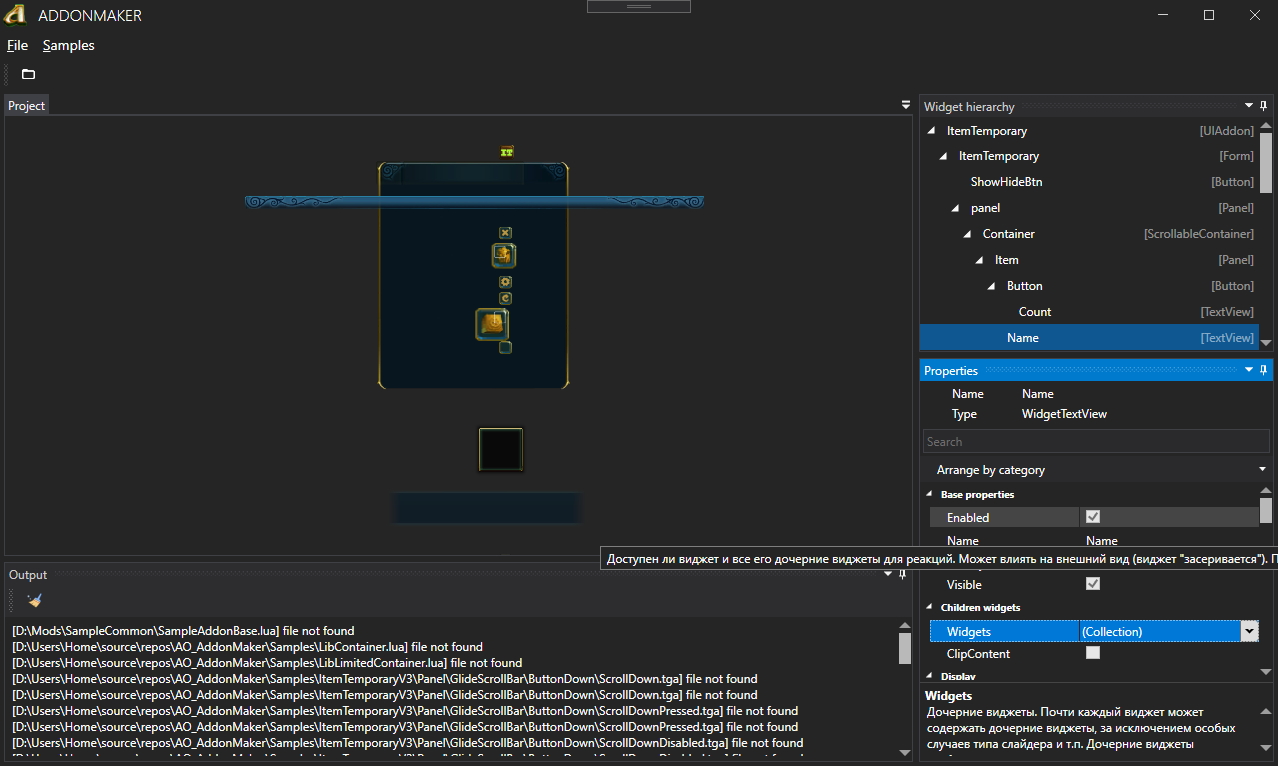 ADDONMAKER
File Samples
Project
IT
Widget hierarchy
ItemTemporary [UIAddon]
ItemTemporary [Form]
ShowHideBtn [Button]
panel [Panel]
Container [ScrollableContainer]
Item [Panel]
Button [Button]
Count [TextView]
Name [TextView]
Properties
Name Name
Type WidgetTextView
Search
Arrange by category
Base properties
Enabled
Name Name
Доступен ли виджет и все его дочерние виджеты для реакций. Может влиять на внешний вид (виджет "засеривается"). П
Visible
Children widgets
Widgets (Collection)
ClipContent
Display
Widgets
Дочерние виджеты. Почти каждый виджет может
содержать дочерние виджеты, за исключением особых
случаев типа слайдера и т.п. Дочерние виджеты
Output
[D:\Mods\SampleCommon\SampleAddonBase.lua] file not found
[D:\Users\Home\source\repos\AO_AddonMaker\Samples\LibContainer.lua] file not found
[D:\Users\Home\source\repos\AO_AddonMaker\Samples\LibLimitedContainer.lua] file not found
[D:\Users\Home\source\repos\AO_AddonMaker\Samples\ItemTemporaryV3\Panel\GlideScrollBar\ButtonDown\ScrollDown.tga] file not found
[D:\Users\Home\source\repos\AO_AddonMaker\Samples\ItemTemporaryV3\Panel\GlideScrollBar\ButtonDown\ScrollDown.tga] file not found
[D:\Users\Home\source\repos\AO_AddonMaker\Samples\ItemTemporaryV3\Panel\GlideScrollBar\ButtonDown\ScrollDownPressed.tga] file not found
[D:\Users\Home\source\repos\AO_AddonMaker\Samples\ItemTemporaryV3\Panel\GlideScrollBar\ButtonDown\ScrollDownPressed.tga] file not found
[D:\Users\Home\source\repos\AO_AddonMaker\Samples\ItemTemporaryV3\Panel\GlideScrollBar\ButtonDown\ScrollDownDisabled.tga] file not found